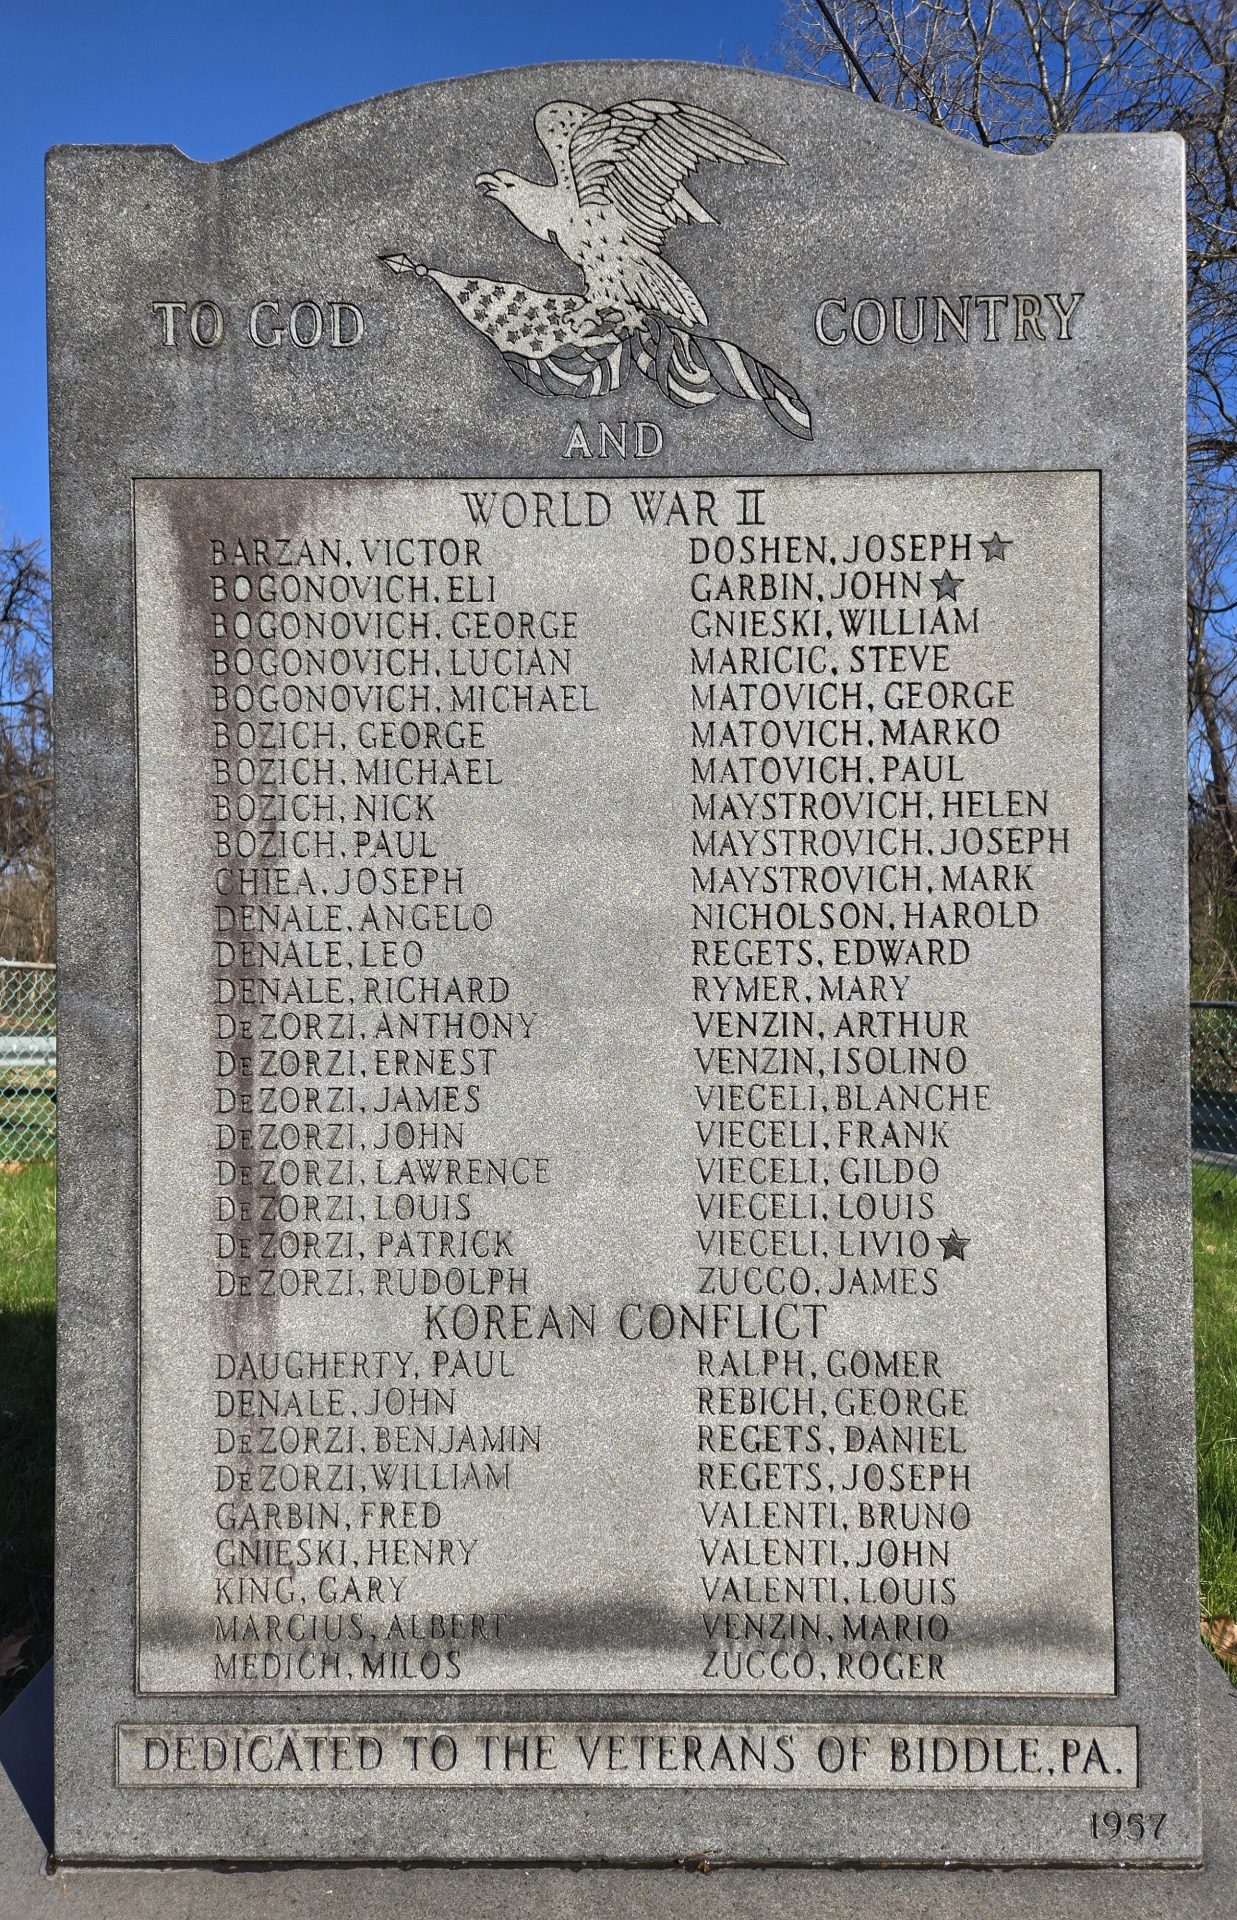 TO GOD
COUNTRY
AND
WORLD WAR II
BARZAN, VICTOR
BOGONOVICH, ELI
BOGONOVICH, GEORGE
BOGONOVICH, LUCIAN
BOGONOVICH, MICHAEL
BOZICH, GEORGE
BOZICH, MICHAEL
BOZICH, NICK
BOZICH, PAUL
CHIEA, JOSEPH
DENALE, ANGELO
DENALE, LEO
DENALE, RICHARD
DEZORZI, ANTHONY
DEZORZI, ERNEST
DEZORZI, JAMES
DEZORZI, JOHN
DEZORZI, LAWRENCE
DEZORZI, LOUIS
DEZORZI, PATRICK
DEZORZI, RUDOLPH
DOSHEN, JOSEPH ★
GARBIN, JOHN ★
GNIESKI, WILLIAM
MARICIC, STEVE
MATOVICH, GEORGE
MATOVICH, MARKO
MATOVICH, PAUL
MAYSTROVICH, HELEN
MAYSTROVICH, JOSEPH
MAYSTROVICH, MARK
NICHOLSON, HAROLD
REGETS, EDWARD
RYMER, MARY
VENZIN, ARTHUR
VENZIN, ISOLINO
VIECELI, BLANCHE
VIECELI, FRANK
VIECELI, GILDO
VIECELI, LOUIS
VIECELI, LIVIO ★
ZUCCO, JAMES
KOREAN CONFLICT
DAUGHERTY, PAUL
DENALE, JOHN
DEZORZI, BENJAMIN
DEZORZI, WILLIAM
GARBIN, FRED
GNIESKI, HENRY
KING, GARY
MARCIUS, ALBERT
MEDICH, MILOS
RALPH, GOMER
REBICH, GEORGE
REGETS, DANIEL
REGETS, JOSEPH
VALENTI, BRUNO
VALENTI, JOHN
VALENTI, LOUIS
VENZIN, MARIO
ZUCCO, ROGER
DEDICATED TO THE VETERANS OF BIDDLE, PA.
1957